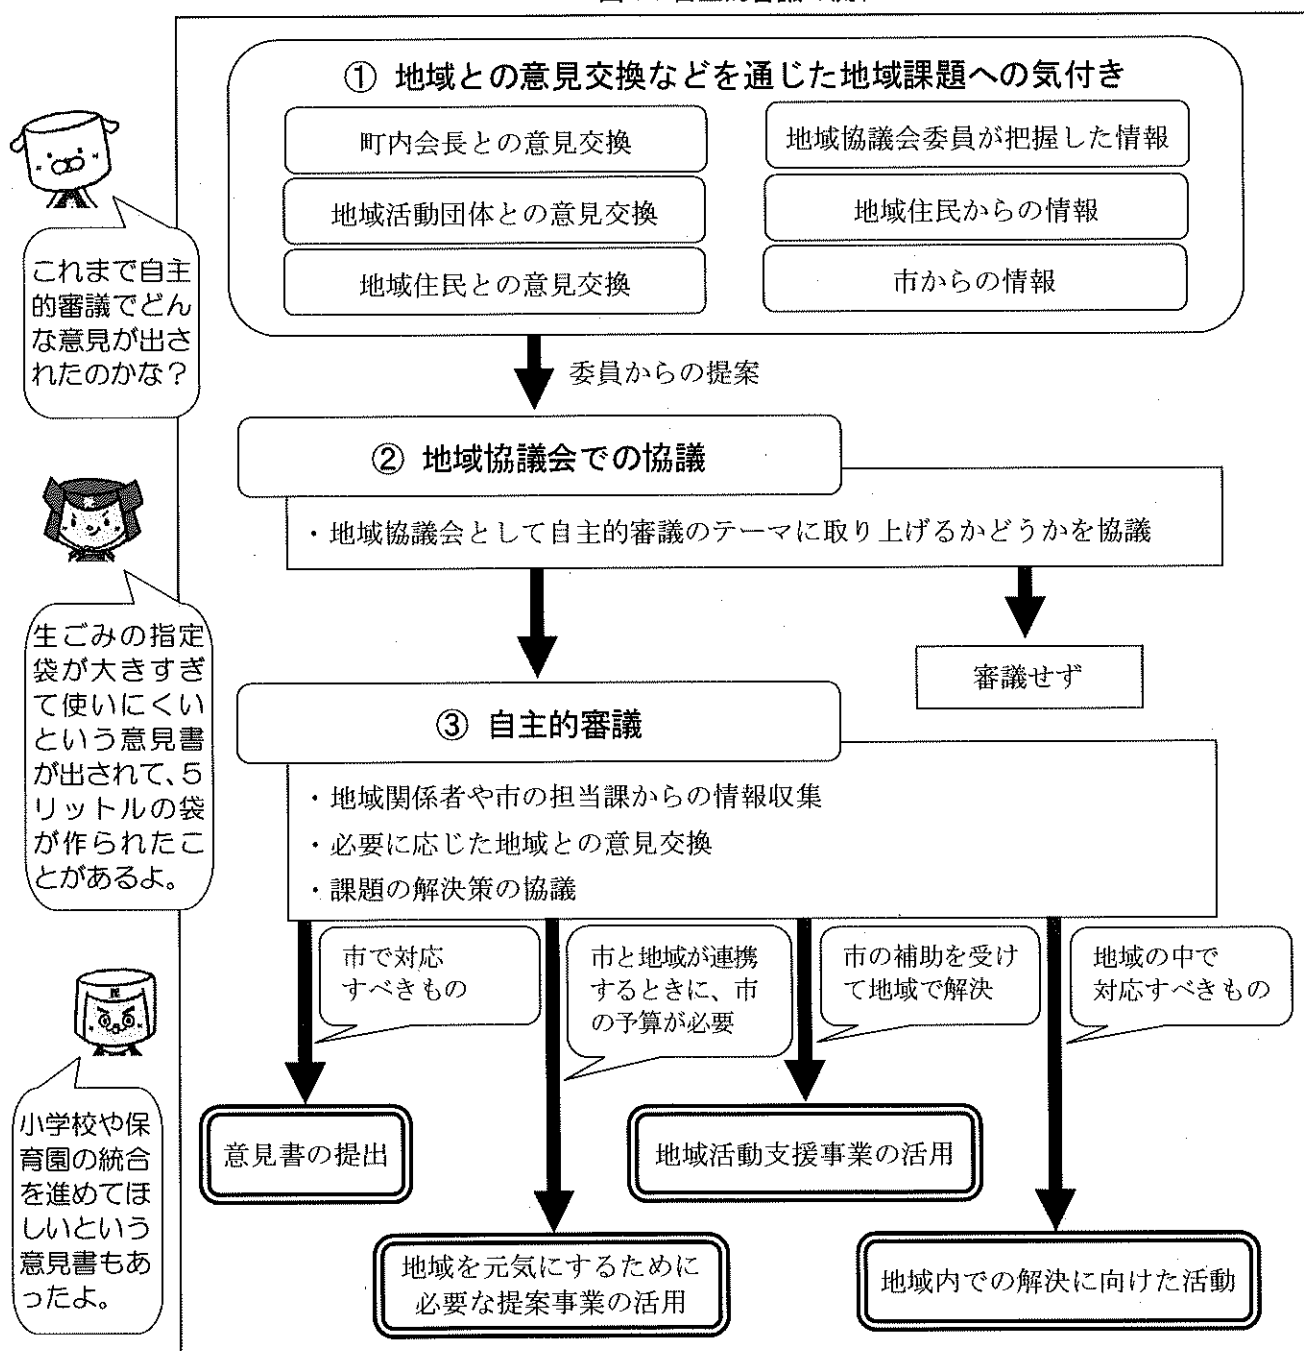 ① 地域との意見交換などを通じた地域課題への気付き
町内会長との意見交換
地域協議会委員が把握した情報
地域活動団体との意見交換
地域住民からの情報
地域住民との意見交換
市からの情報
これまで自主
的審議でどん
な意見が出さ
れたのかな?
委員からの提案
② 地域協議会での協議
・地域協議会として自主的審議のテーマに取り上げるかどうかを協議
生ごみの指定
袋が大きすぎ
て使いにくい
という意見書
が出されて、5
リットルの袋
が作られたこ
とがあるよ。
審議せず
③ 自主的審議
・地域関係者や市の担当課からの情報収集
・必要に応じた地域との意見交換
・課題の解決策の協議
市で対応
すべきもの
市と地域が連携
するときに、市
の予算が必要
市の補助を受け
て地域で解決
地域の中で
対応すべきもの
小学校や保
育園の統合
を進めてほ
しいという
意見書もあ
ったよ。
意見書の提出
地域活動支援事業の活用
地域を元気にするために
必要な提案事業の活用
地域内での解決に向けた活動